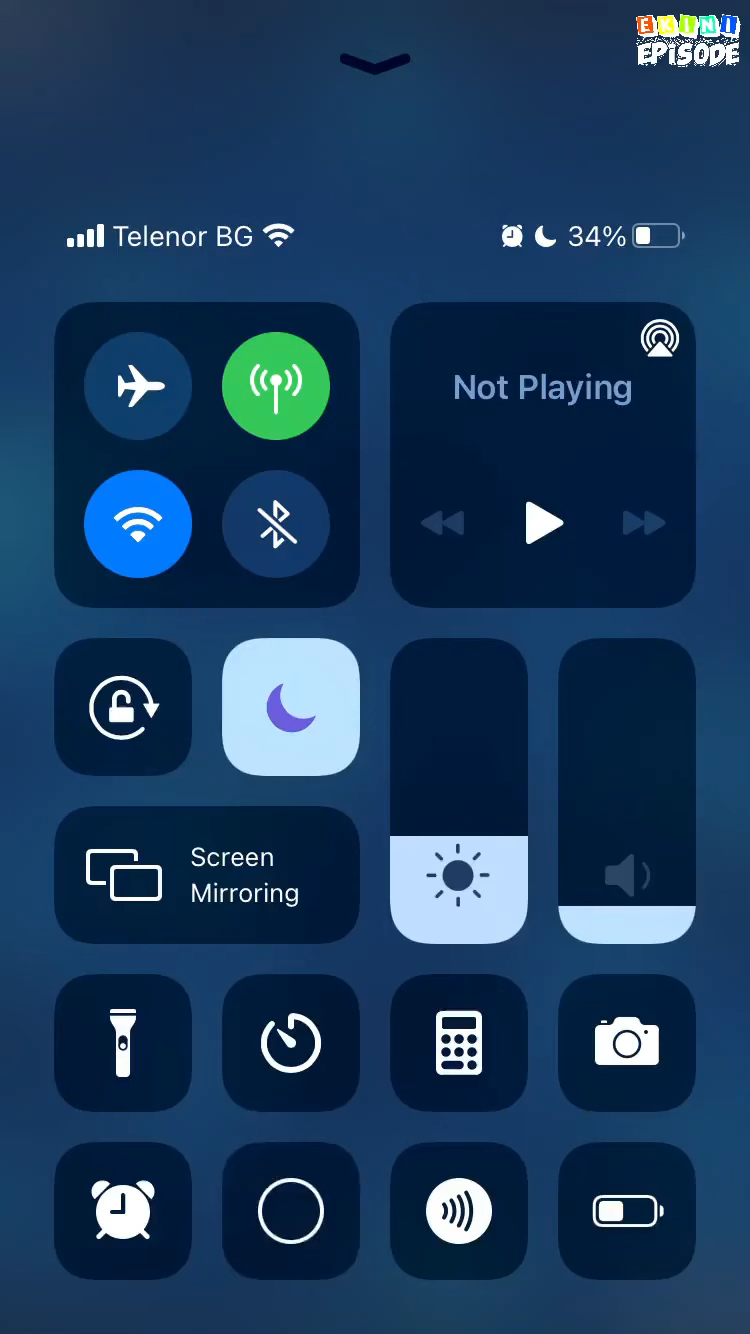 EKINI
EPISODE
Telenor BG
34%
Not Playing
Screen
Mirroring